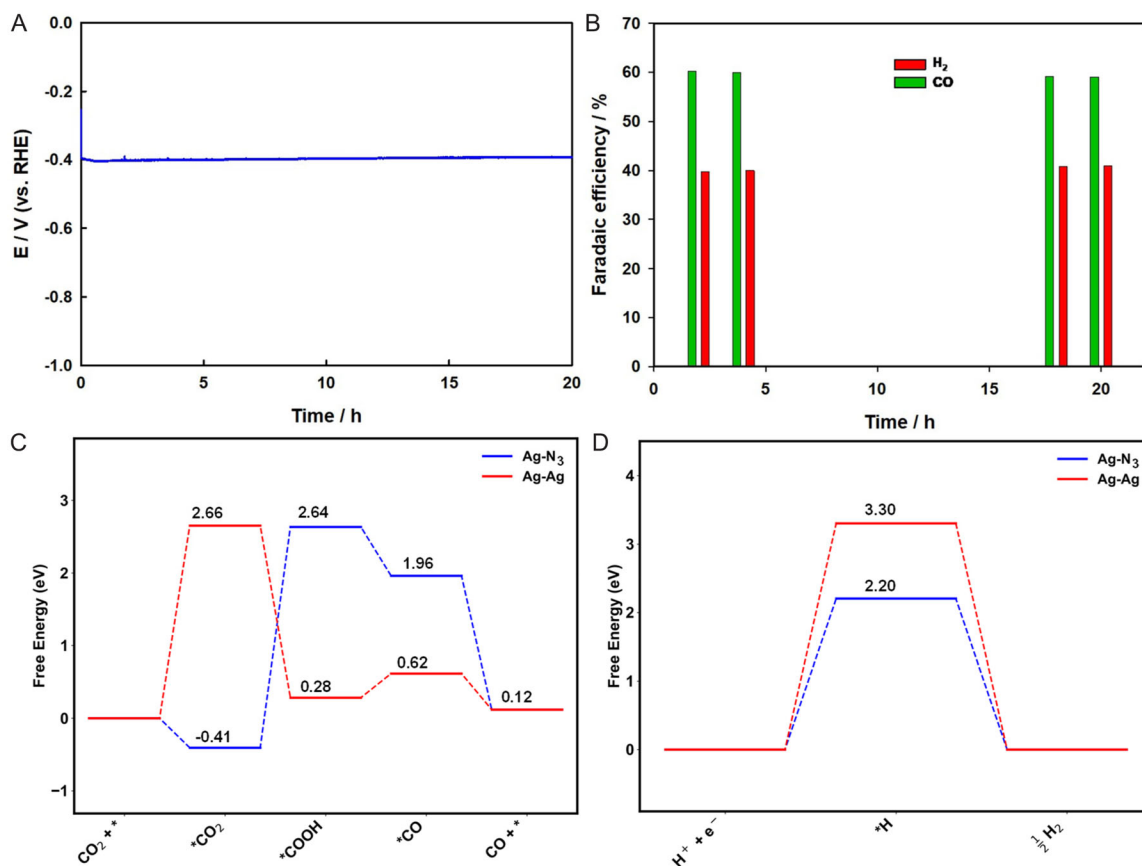 A
0.0
-0.2
-0.4
-0.6
-0.8
-1.0
E / V (vs. RHE)
0 5 10 15 20
Time / h
B
70
60
50
40
30
20
10
0
Faradaic efficiency / %
H₂
CO
0 5 10 15 20
Time / h
C
Ag-N₃
Ag-Ag
3
2
1
0
−1
Free Energy (eV)
2.66
2.64
1.96
0.28
0.62
0.12
-0.41
CO₂ + *
*CO₂
*COOH
*CO
CO + *
D
Ag-N₃
Ag-Ag
4
3
2
1
0
Free Energy (eV)
3.30
2.20
H⁺ + e⁻
*H
½ H₂